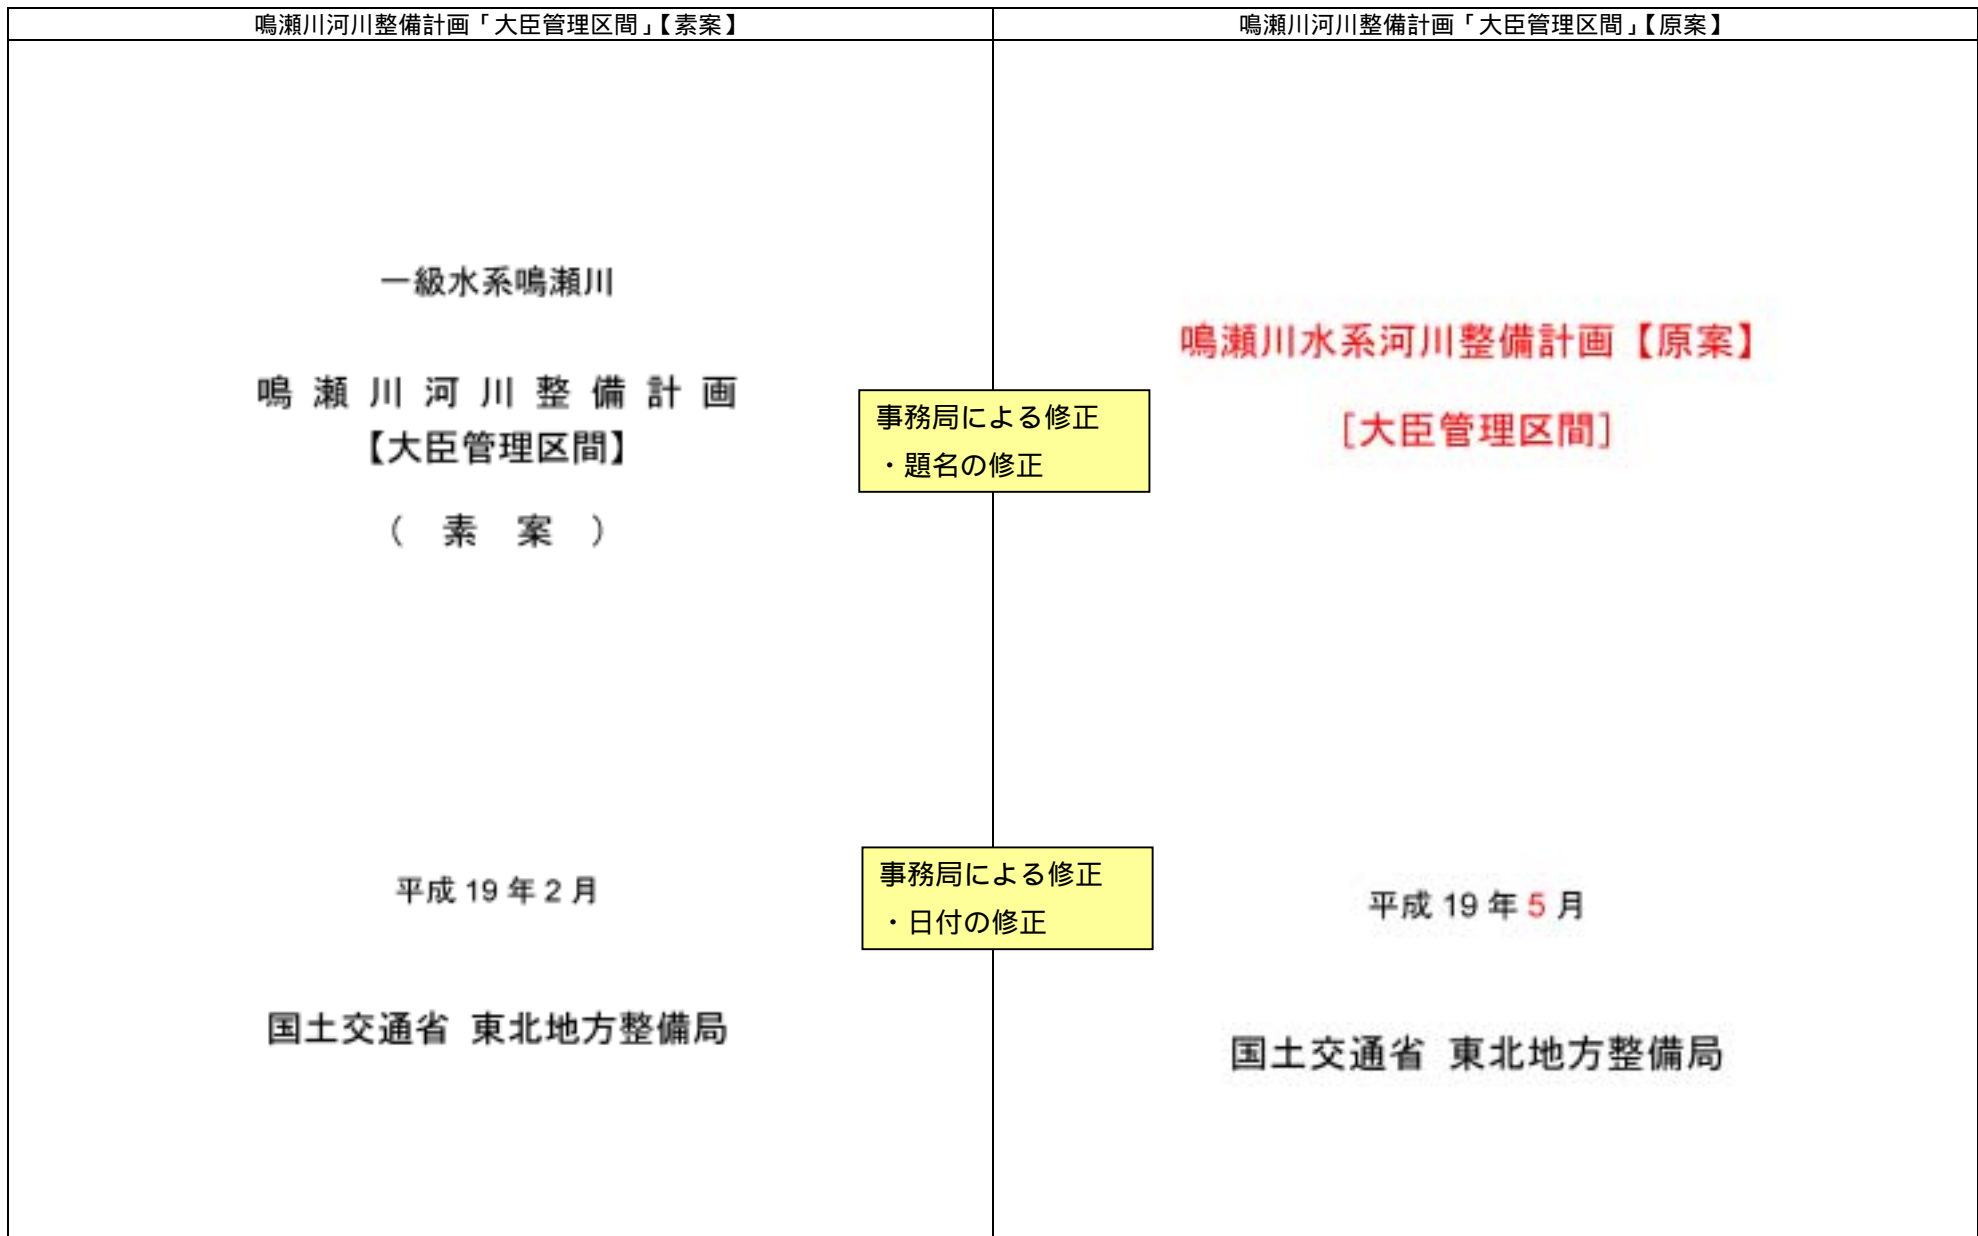 鳴瀬川河川整備計画「大臣管理区間」【素案】
鳴瀬川河川整備計画「大臣管理区間」【原案】
一級水系鳴瀬川
鳴瀬川河川整備計画
【大臣管理区間】
（素案）
平成 19 年 2 月
国土交通省 東北地方整備局
事務局による修正
・題名の修正
事務局による修正
・日付の修正
鳴瀬川水系河川整備計画【原案】
[大臣管理区間]
平成 19 年 5 月
国土交通省 東北地方整備局